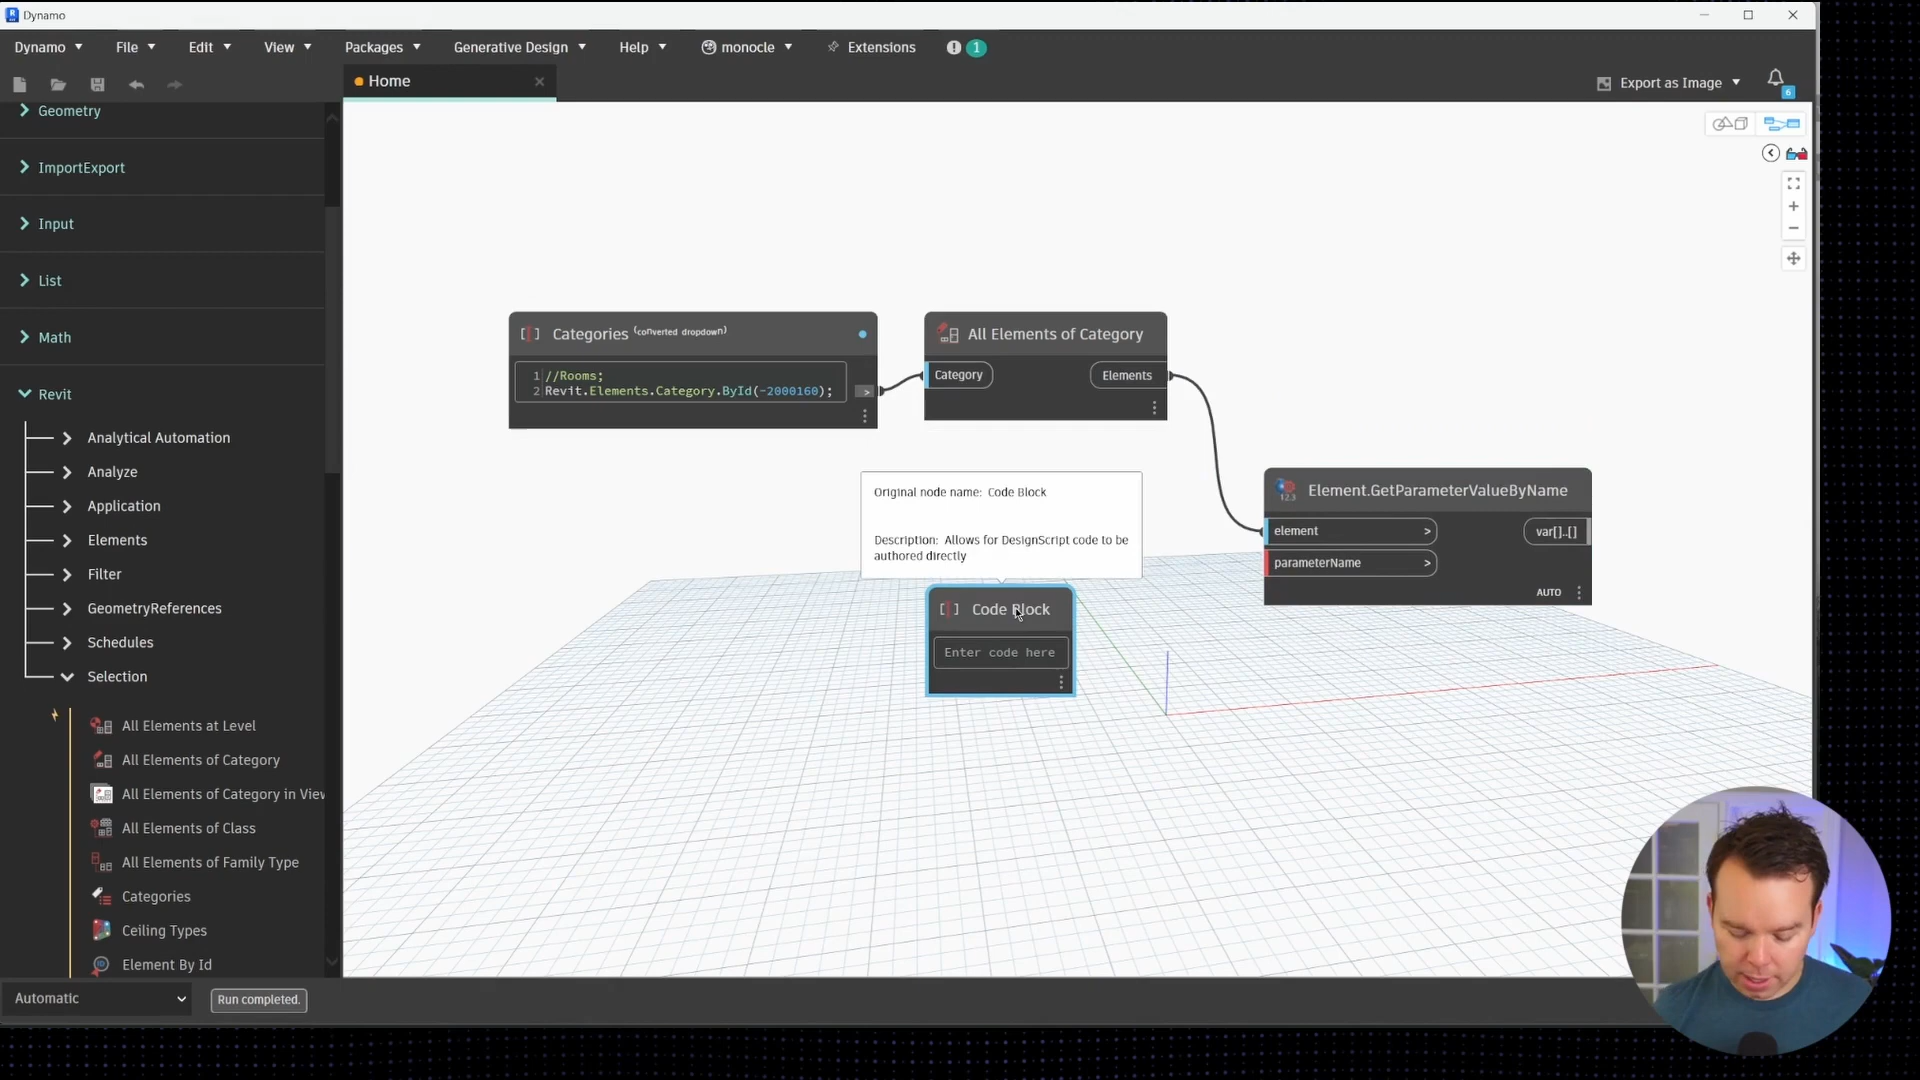 Dynamo
Dynamo File Edit View Packages Generative Design Help monocle Extensions 1
Home
Export as Image
6
Geometry
ImportExport
Input
List
Math
Revit
Analytical Automation
Analyze
Application
Elements
Filter
GeometryReferences
Schedules
Selection
All Elements at Level
All Elements of Category
All Elements of Category in View
All Elements of Class
All Elements of Family Type
Categories
Ceiling Types
Element By Id
Categories (converted dropdown)
1 //Rooms;
2 Revit.Elements.Category.ById(-2000160);
>
All Elements of Category
Category Elements
Original node name: Code Block
Description: Allows for DesignScript code to be
authored directly
Code Block
Enter code here
Element.GetParameterValueByName
element > var[]..[]
parameterName >
AUTO
Automatic Run completed.